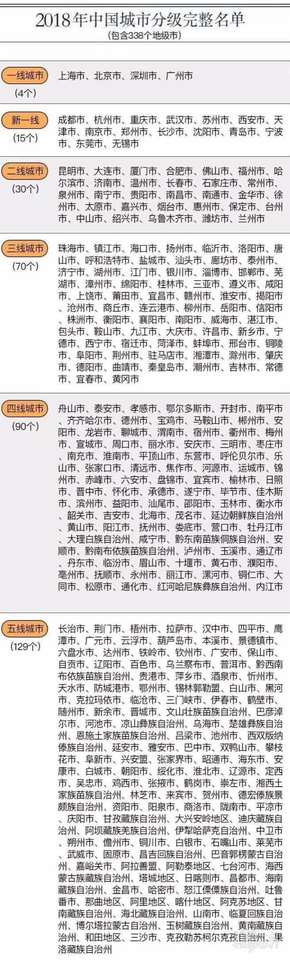 2018年中国城市分级完整名单
(包含338个地级市)
一线城市
(4个)
上海市、北京市、深圳市、广州市
新一线
(15个)
成都市、杭州市、重庆市、武汉市、苏州市、西安市、天
津市、南京市、郑州市、长沙市、沈阳市、青岛市、宁波
市、东莞市、无锡市
二线城市
(30个)
昆明市、大连市、厦门市、合肥市、佛山市、福州市、哈
尔滨市、济南市、温州市、长春市、石家庄市、常州市、
泉州市、南宁市、贵阳市、南昌市、南通市、金华市、徐
州市、太原市、嘉兴市、烟台市、惠州市、保定市、台州
市、中山市、绍兴市、乌鲁木齐市、潍坊市、兰州市
三线城市
(70个)
珠海市、镇江市、海口市、扬州市、临沂市、洛阳市、唐
山市、呼和浩特市、盐城市、汕头市、廊坊市、泰州市、
济宁市、湖州市、江门市、银川市、淄博市、邯郸市、芜
湖市、漳州市、绵阳市、桂林市、三亚市、遵义市、咸阳
市、上饶市、莆田市、宜昌市、赣州市、淮安市、揭阳市
、沧州市、商丘市、连云港市、柳州市、岳阳市、信阳市
、株洲市、衡阳市、襄阳市、南阳市、威海市、湛江市、
包头市、鞍山市、九江市、大庆市、许昌市、新乡市、宁
德市、西宁市、宿迁市、菏泽市、蚌埠市、邢台市、铜陵
市、阜阳市、荆州市、驻马店市、湘潭市、滁州市、肇庆
市、德阳市、曲靖市、秦皇岛市、潮州市、吉林市、常德
市、宜春市、黄冈市
四线城市
(90个)
舟山市、泰安市、孝感市、鄂尔多斯市、开封市、南平市
、齐齐哈尔市、德州市、宝鸡市、马鞍山市、郴州市、安
阳市、龙岩市、聊城市、渭南市、宿州市、衢州市、梅州
市、宣城市、周口市、丽水市、安庆市、三明市、枣庄市
、南充市、淮南市、平顶山市、东营市、呼伦贝尔市、乐
山市、张家口市、清远市、焦作市、河源市、运城市、锦
州市、赤峰市、六安市、盘锦市、宜宾市、榆林市、日照
市、晋中市、怀化市、承德市、遂宁市、毕节市、佳木斯
市、滨州市、益阳市、汕尾市、邵阳市、玉林市、衡水市
、韶关市、吉安市、北海市、茂名市、延边朝鲜族自治州
、黄山市、阳江市、抚州市、娄底市、营口市、牡丹江市
、大理白族自治州、咸宁市、黔东南苗族侗族自治州、安
顺市、黔南布依族苗族自治州、泸州市、玉溪市、通辽市
、丹东市、临汾市、眉山市、十堰市、黄石市、濮阳市、
亳州市、抚顺市、永州市、丽江市、漯河市、铜仁市、大
同市、松原市、通化市、红河哈尼族彝族自治州、内江市
五线城市
(129个)
长治市、荆门市、梧州市、拉萨市、汉中市、四平市、鹰
潭市、广元市、云浮市、葫芦岛市、本溪市、景德镇市、
六盘水市、达州市、铁岭市、钦州市、广安市、保山市、
自贡市、辽阳市、百色市、乌兰察布市、普洱市、黔西南
布依族苗族自治州、贵港市、萍乡市、酒泉市、忻州市、
天水市、防城港市、鄂州市、锡林郭勒盟、白山市、黑河
市、克拉玛依市、临沧市、三门峡市、伊春市、鹤壁市、
随州市、新余市、晋城市、文山壮族苗族自治州、巴彦淖
尔市、河池市、凉山彝族自治州、乌海市、楚雄彝族自治
州、恩施土家族苗族自治州、吕梁市、池州市、西双版纳
傣族自治州、延安市、雅安市、巴中市、双鸭山市、攀枝
花市、阜新市、兴安盟、张家界市、昭通市、海东市、安
康市、白城市、朝阳市、绥化市、淮北市、辽源市、定西
市、吴忠市、鸡西市、张掖市、鹤岗市、崇左市、湘西土
家族苗族自治州、林芝市、来宾市、贺州市、德宏傣族景
颇族自治州、资阳市、阳泉市、商洛市、陇南市、平凉市
、庆阳市、甘孜藏族自治州、大兴安岭地区、迪庆藏族自
治州、阿坝藏族羌族自治州、伊犁哈萨克自治州、中卫市
、朔州市、儋州市、铜川市、白银市、石嘴山市、莱芜市
、武威市、固原市、昌吉回族自治州、巴音郭楞蒙古自治
州、嘉峪关市、阿拉善盟、阿勒泰地区、七台河市、海西
蒙古族藏族自治州、塔城地区、日喀则市、昌都市、海南
藏族自治州、金昌市、哈密市、怒江傈僳族自治州、吐鲁
番市、那曲地区、阿里地区、喀什地区、阿克苏地区、甘
南藏族自治州、海北藏族自治州、山南市、临夏回族自治
州、博尔塔拉蒙古自治州、玉树藏族自治州、黄南藏族自
治州、和田地区、三沙市、克孜勒苏柯尔克孜自治州、果
洛藏族自治州